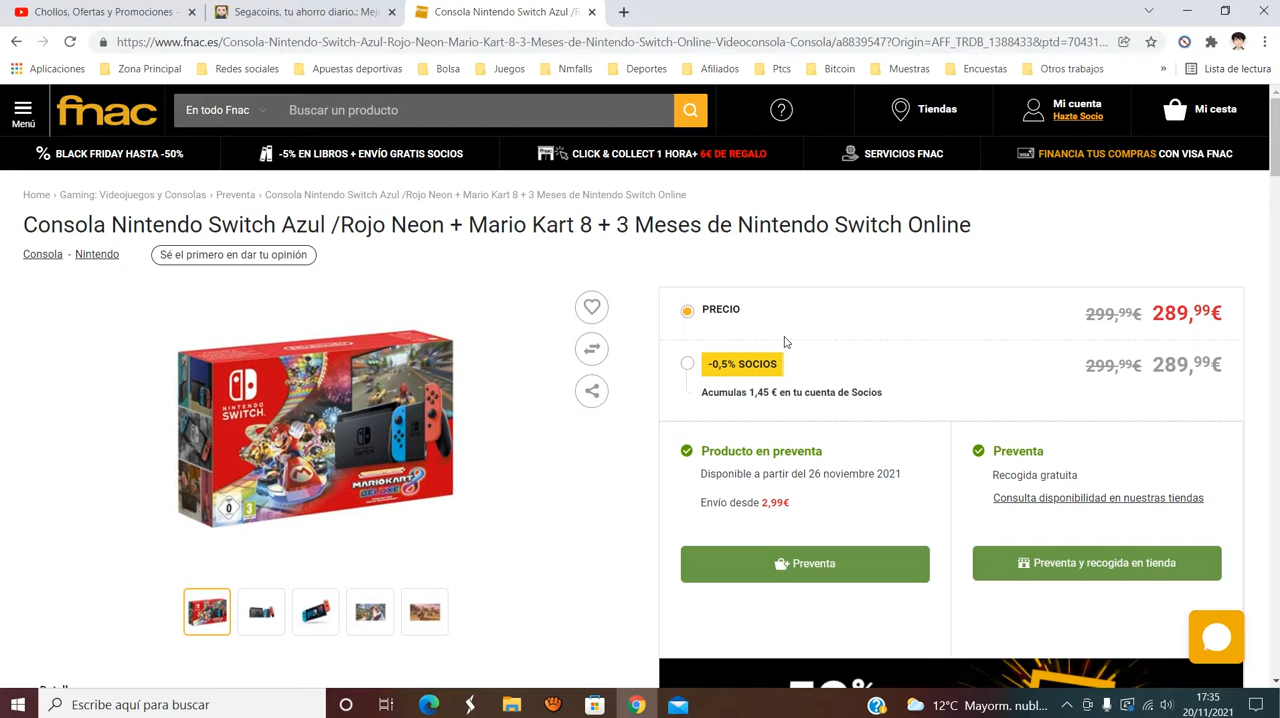 Chollos, Ofertas y Promociones -
Segacoins, tu ahorro diario.: Mej
Consola Nintendo Switch Azul /R
https://www.fnac.es/Consola-Nintendo-Switch-Azul-Rojo-Neon-Mario-Kart-8-3-Meses-de-Nintendo-Switch-Online-Videoconsola-Consola/a8839547?Origin=AFF_TRDB_1388433&ptd=70431...
Aplicaciones
Zona Principal
Redes sociales
Apuestas deportivas
Bolsa
Juegos
Nmfalls
Deportes
Afiliados
Ptcs
Bitcoin
Muestras
Encuestas
Otros trabajos
»
Lista de lectura
Menú
fnac
En todo Fnac
Buscar un producto
?
Tiendas
Mi cuenta
Hazte Socio
Mi cesta
% BLACK FRIDAY HASTA -50%
-5% EN LIBROS + ENVÍO GRATIS SOCIOS
CLICK & COLLECT 1 HORA+ 6€ DE REGALO
SERVICIOS FNAC
FINANCIA TUS COMPRAS CON VISA FNAC
Home › Gaming: Videojuegos y Consolas › Preventa › Consola Nintendo Switch Azul /Rojo Neon + Mario Kart 8 + 3 Meses de Nintendo Switch Online
Consola Nintendo Switch Azul /Rojo Neon + Mario Kart 8 + 3 Meses de Nintendo Switch Online
Consola - Nintendo
Sé el primero en dar tu opinión
NINTENDO
SWITCH
MARIOKART
DELUXE 8
0
3
PRECIO
299,99€ 289,99€
-0,5% SOCIOS
299,99€ 289,99€
Acumulas 1,45 € en tu cuenta de Socios
Producto en preventa
Disponible a partir del 26 noviembre 2021
Envío desde 2,99€
Preventa
Preventa
Recogida gratuita
Consulta disponibilidad en nuestras tiendas
Preventa y recogida en tienda
Escribe aquí para buscar
12°C Mayorm. nubl...
17:35
20/11/2021